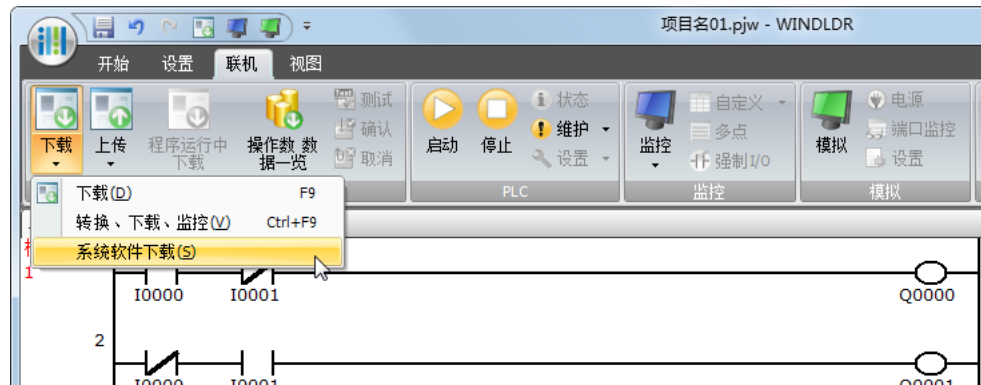 项目名01.pjw - WINDLDR
开始 设置 联机 视图
下载 上传 程序运行中下载 操作数 数据一览 测试 确认 取消
启动 停止 状态 维护 设置
PLC
监控 自定义 多点 强制I/O
监控
模拟 电源 端口监控 设置
模拟
下载(D) F9
转换、下载、监控(V) Ctrl+F9
系统软件下载(S)
1
I0000 I0001 Q0000
2
I0000 I0001 Q0001